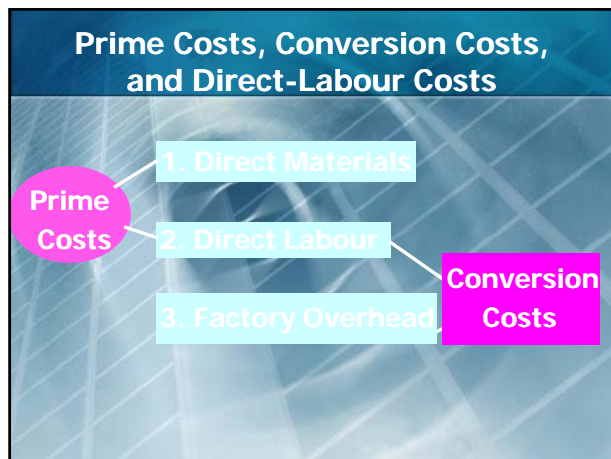 Prime Costs, Conversion Costs,
and Direct-Labour Costs
1. Direct Materials
Prime
Costs
2. Direct Labour
Conversion
Costs
3. Factory Overhead